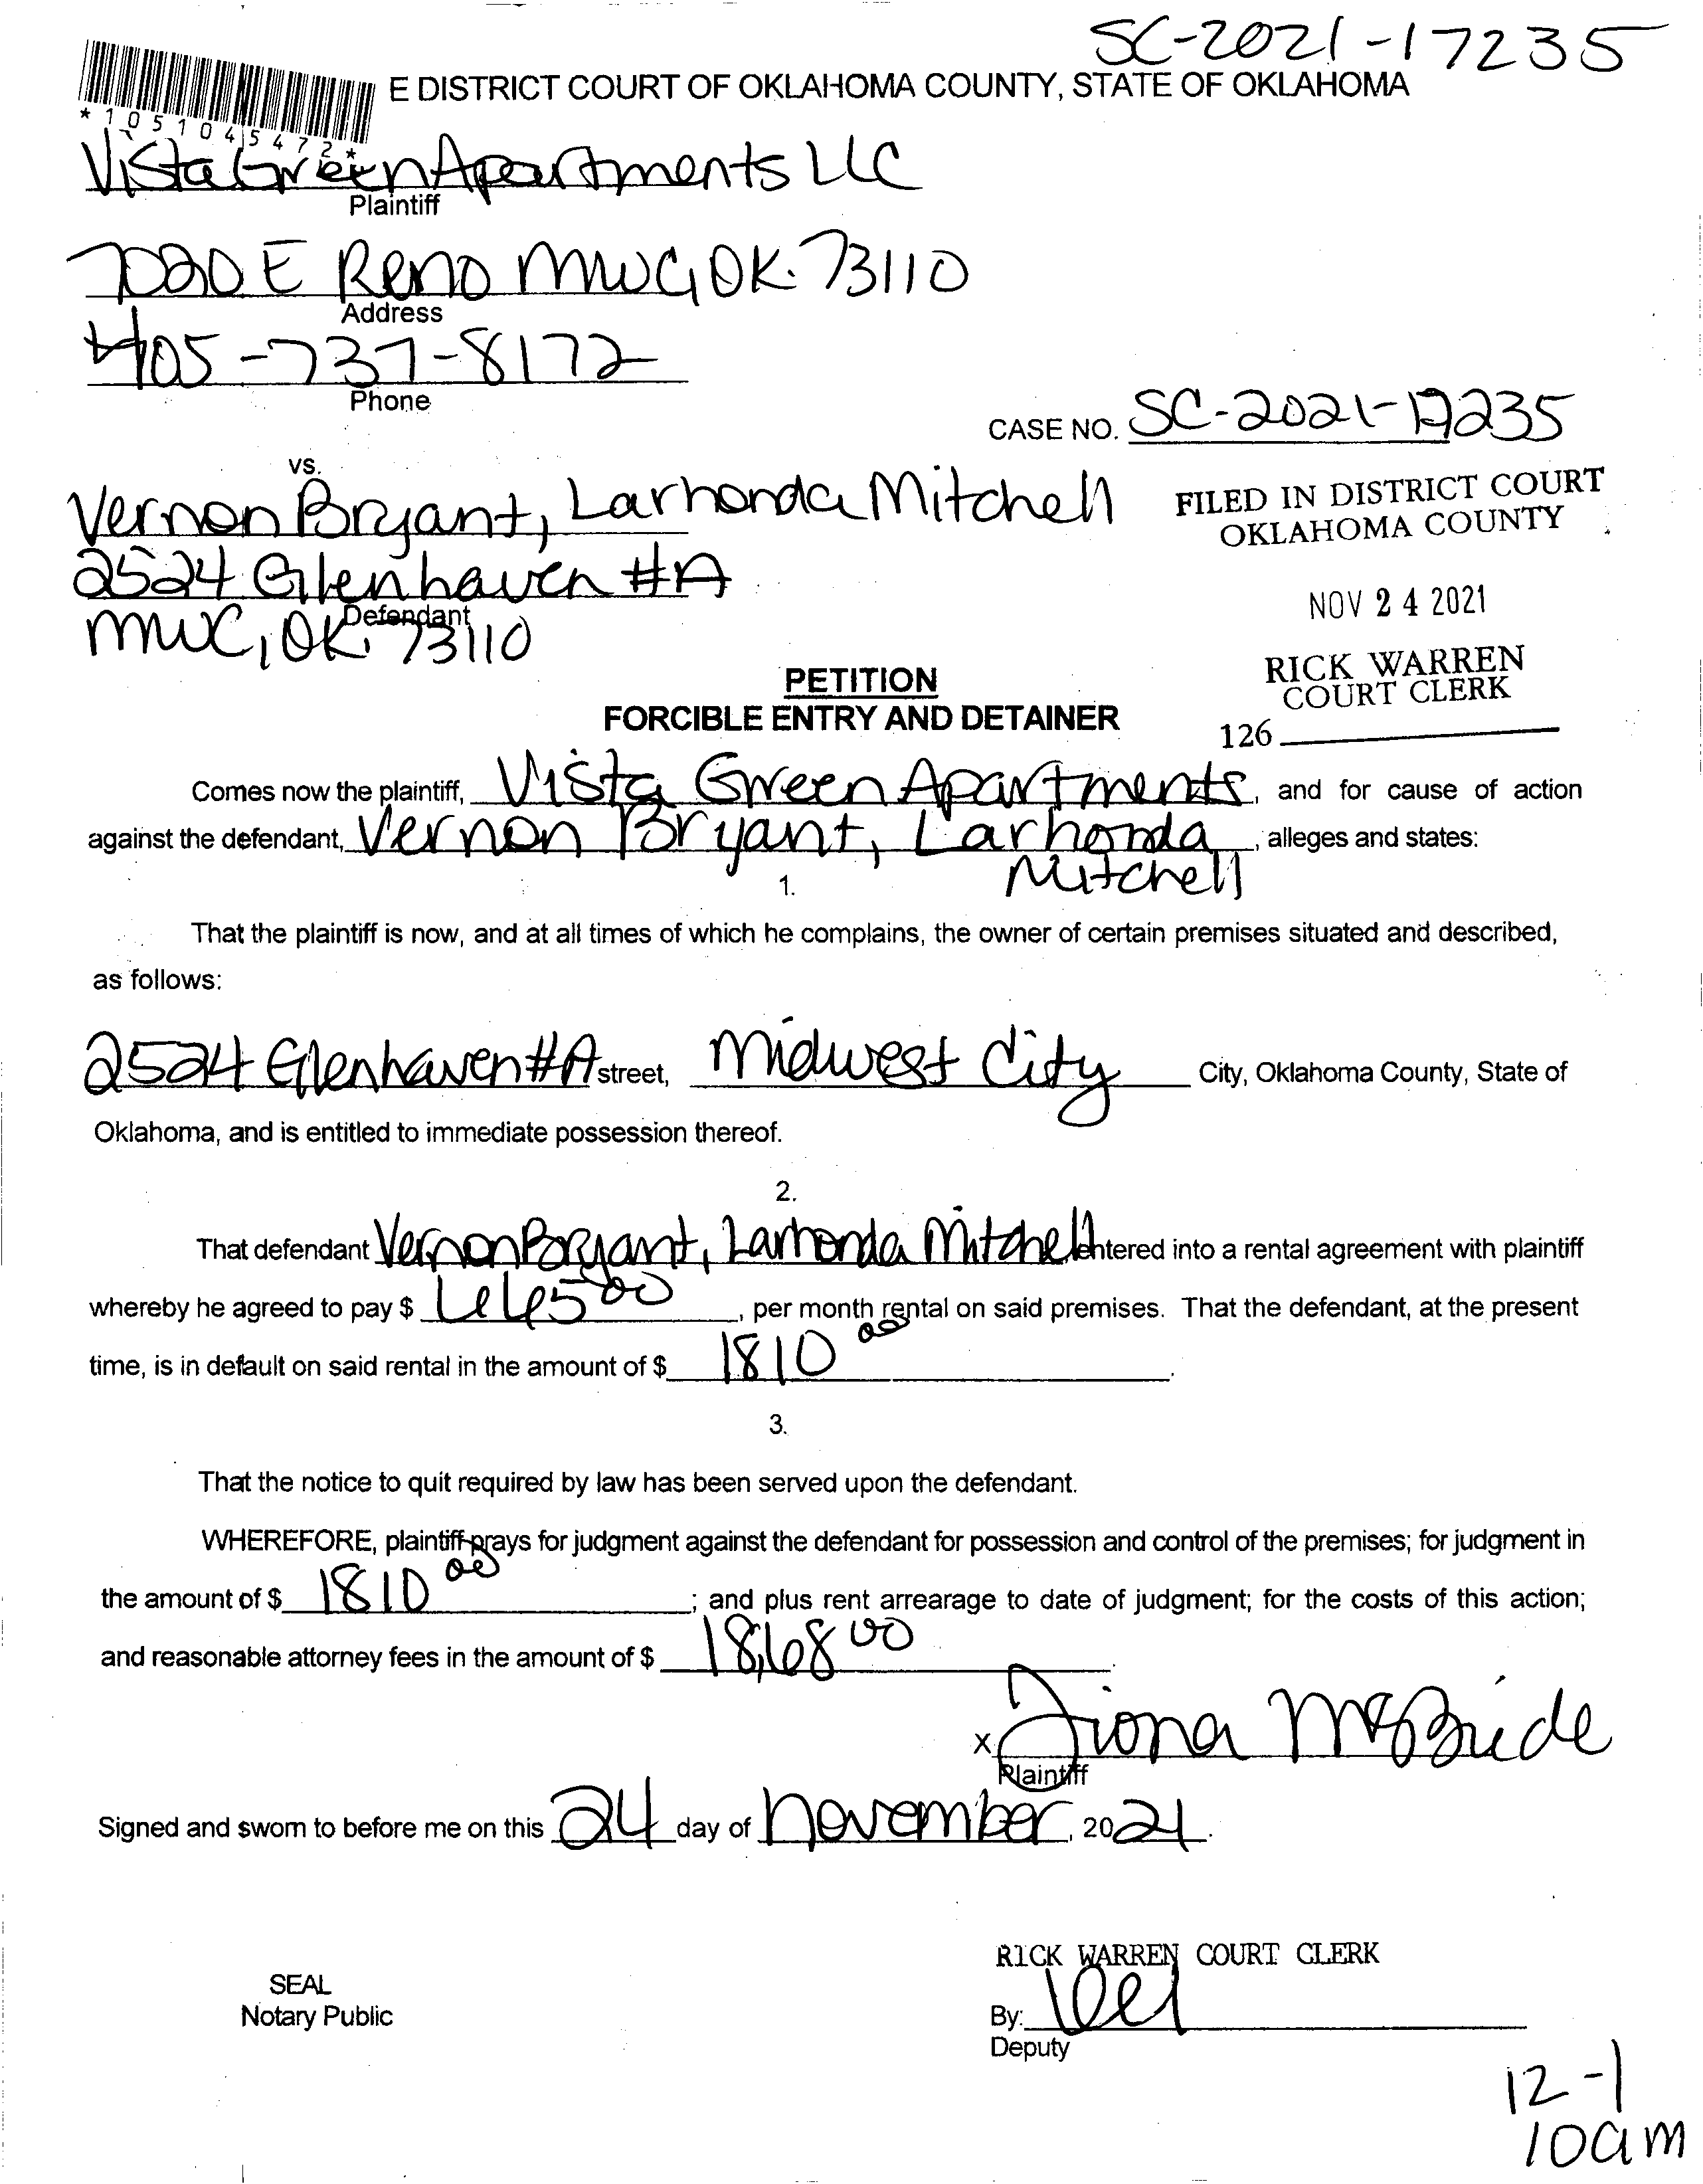 SC-2021-17235
E DISTRICT COURT OF OKLAHOMA COUNTY, STATE OF OKLAHOMA
*1051045472*
Vista Green Apartments LLC
Plaintiff
7020 E Reno MWC, OK. 73110
Address
405-737-8172
Phone
CASE NO. SC-2021-17235
vs.
Vernon Bryant, Larhonda Mitchell
FILED IN DISTRICT COURT
OKLAHOMA COUNTY
2524 Glenhaven #A
Defendant
MWC, OK. 73110
NOV 24 2021
RICK WARREN
COURT CLERK
126
PETITION
FORCIBLE ENTRY AND DETAINER
Comes now the plaintiff, Vista Green Apartments, and for cause of action
against the defendant, Vernon Bryant, Larhonda Mitchell, alleges and states:
1.
That the plaintiff is now, and at all times of which he complains, the owner of certain premises situated and described,
as follows:
2524 Glenhaven #A street, Midwest City City, Oklahoma County, State of
Oklahoma, and is entitled to immediate possession thereof.
2.
That defendant Vernon Bryant, Larhonda Mitchell entered into a rental agreement with plaintiff
whereby he agreed to pay $ 665 00, per month rental on said premises. That the defendant, at the present
time, is in default on said rental in the amount of $ 1810 00.
3.
That the notice to quit required by law has been served upon the defendant.
WHEREFORE, plaintiff prays for judgment against the defendant for possession and control of the premises; for judgment in
the amount of $ 1810 00; and plus rent arrearage to date of judgment; for the costs of this action;
and reasonable attorney fees in the amount of $
x Fiona McBride
Plaintiff
Signed and sworn to before me on this 24 day of November, 2021.
RICK WARREN COURT CLERK
SEAL
Notary Public
By:
Deputy
12-1
10am